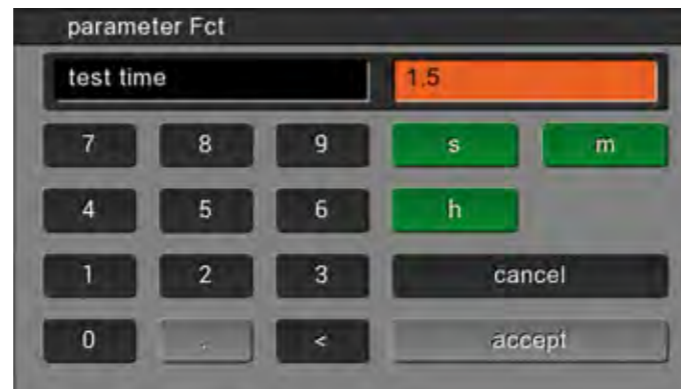 parameter Fct
test time 1.5
7 8 9 s m
4 5 6 h
1 2 3 cancel
0 . < accept